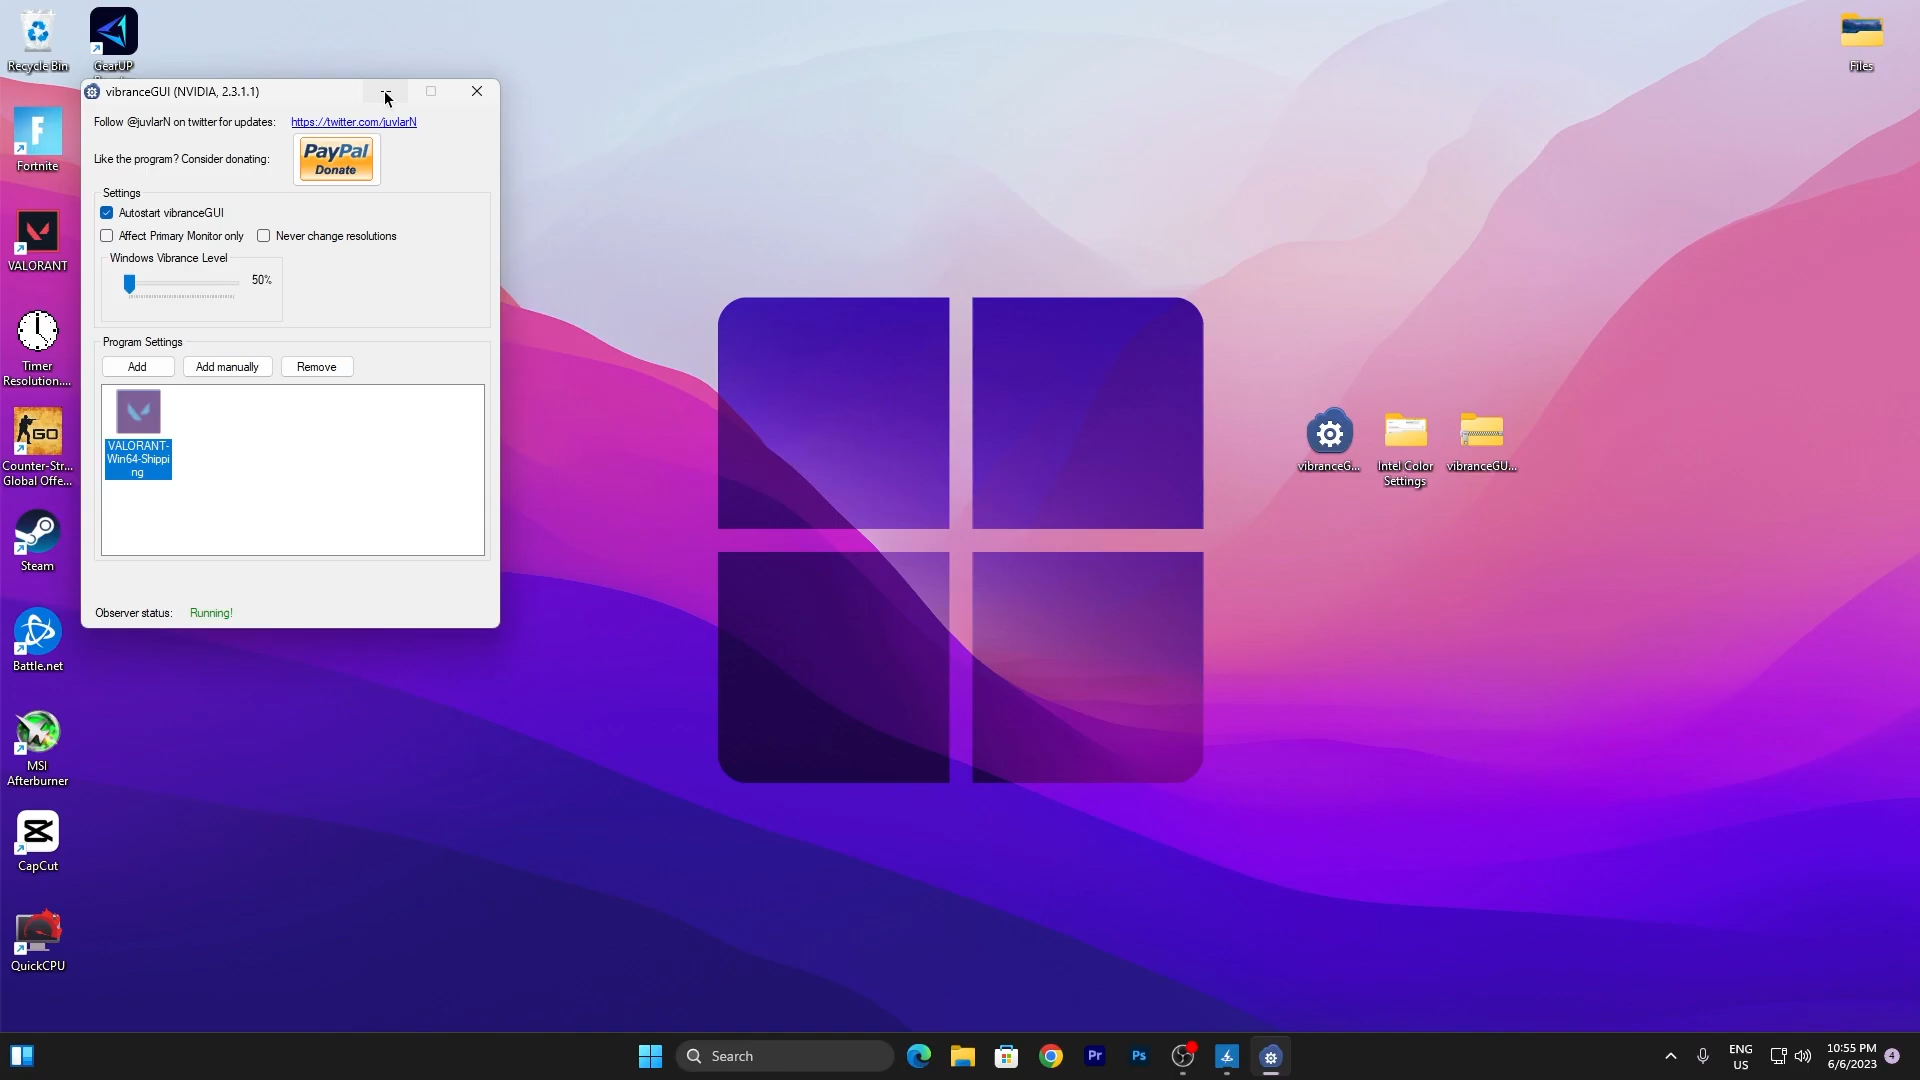 Recycle Bin
GearUP
Files
vibranceGUI (NVIDIA, 2.3.1.1)
Follow @juvlarN on twitter for updates:
https://twitter.com/juvlarN
Like the program? Consider donating:
PayPal
Donate
Settings
Autostart vibranceGUI
Affect Primary Monitor only
Never change resolutions
Windows Vibrance Level
50%
Program Settings
Add
Add manually
Remove
VALORANT-
Win64-Shippi
ng
Observer status:
Running!
Fortnite
VALORANT
Timer
Resolution....
GO
Counter-Str...
Global Offe...
Steam
Battle.net
MSI
Afterburner
CapCut
QuickCPU
vibranceG...
Intel Color
Settings
vibranceGU...
Search
Pr
Ps
ENG
US
10:55 PM
6/6/2023
4